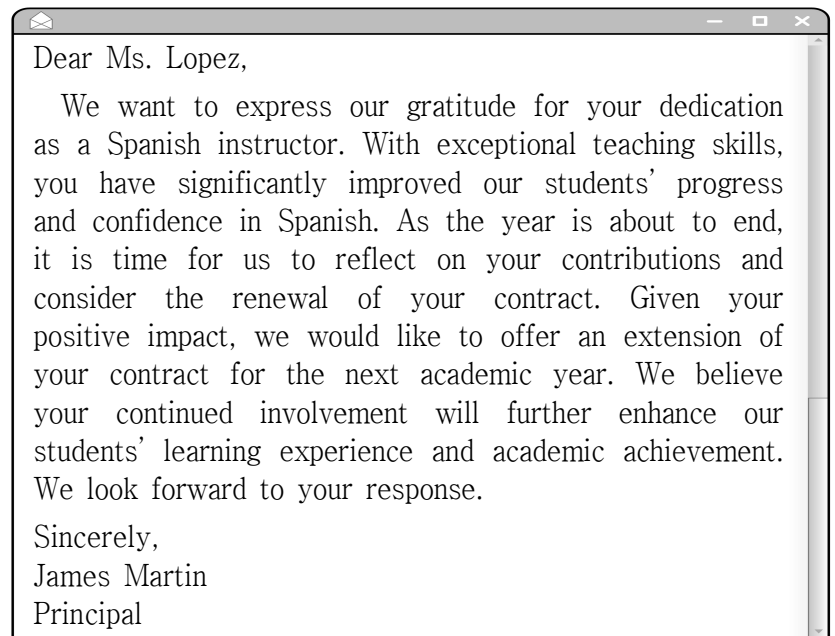 Dear Ms. Lopez,
We want to express our gratitude for your dedication
as a Spanish instructor. With exceptional teaching skills,
you have significantly improved our students’ progress
and confidence in Spanish. As the year is about to end,
it is time for us to reflect on your contributions and
consider the renewal of your contract. Given your
positive impact, we would like to offer an extension of
your contract for the next academic year. We believe
your continued involvement will further enhance our
students’ learning experience and academic achievement.
We look forward to your response.
Sincerely,
James Martin
Principal